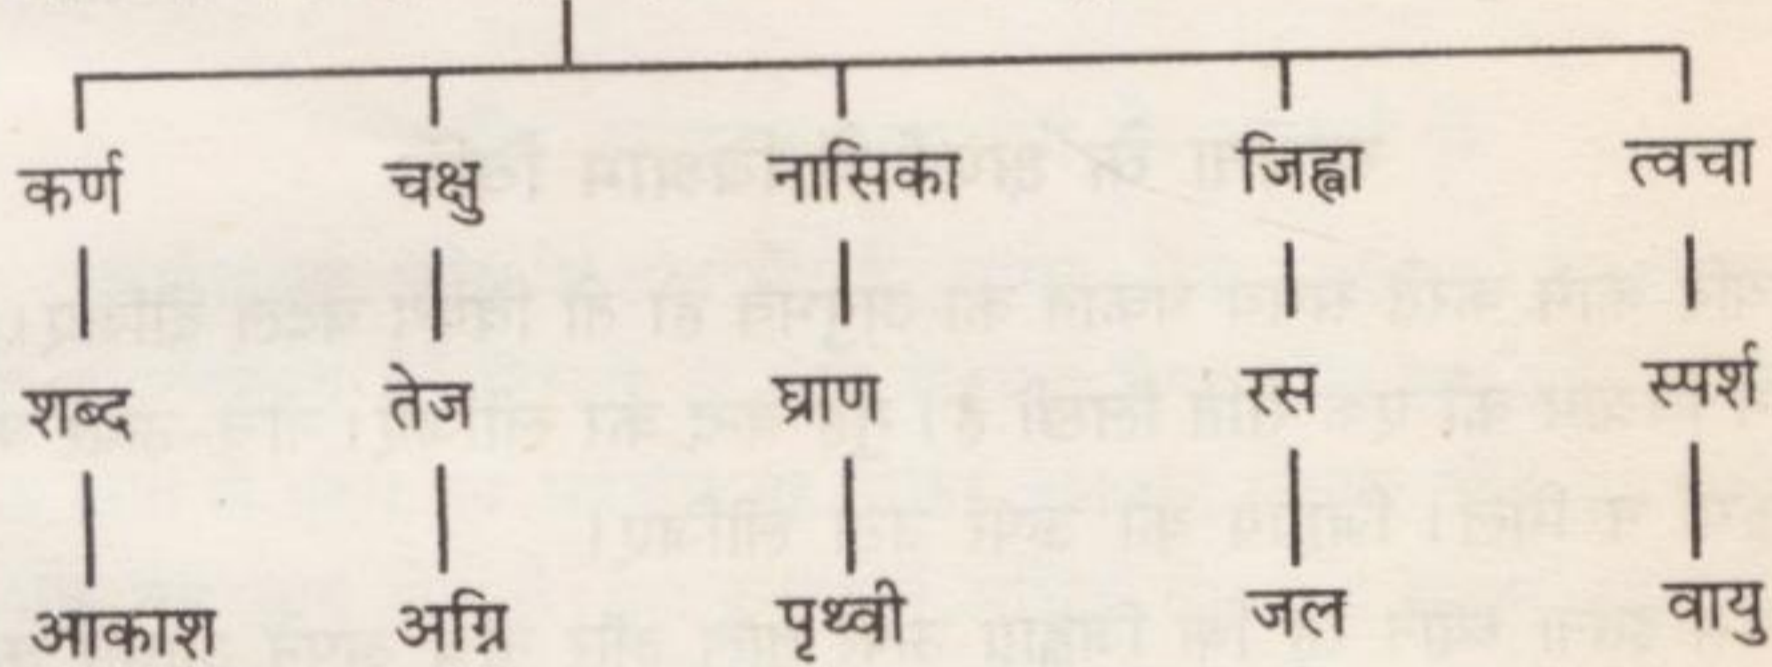 कर्ण चक्षु नासिका जिह्वा त्वचा
शब्द तेज घ्राण रस स्पर्श
आकाश अग्नि पृथ्वी जल वायु